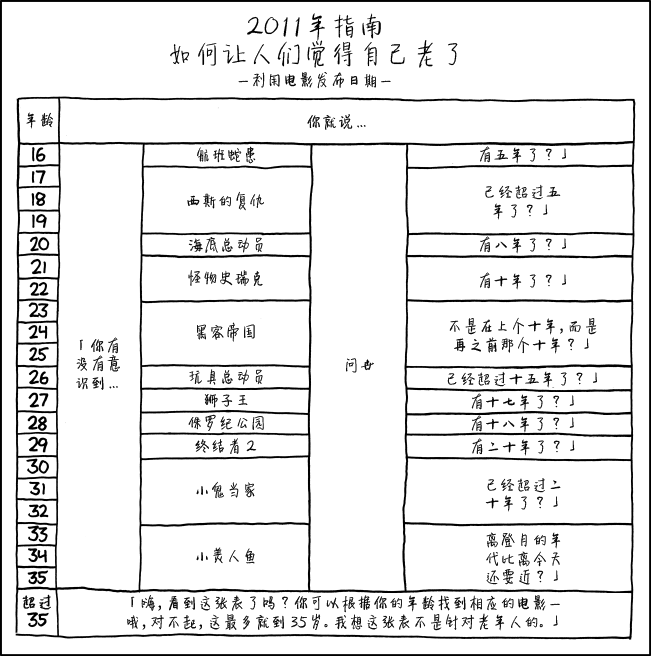 2011年指南
如何让人们觉得自己老了
—利用电影发布日期—
年龄
你就说…
16
航班蛇患
有五年了？」
17
18
19
西斯的复仇
已经超过五
年了？」
20
海底总动员
有八年了？」
21
22
怪物史瑞克
有十年了？」
23
24
25
黑客帝国
不是在上个十年，而是
再之前那个十年？」
「你有
没有意
识到…
问世
26
玩具总动员
已经超过十五年了？」
27
狮子王
有十七年了？」
28
侏罗纪公园
有十八年了？」
29
终结者2
有二十年了？」
30
31
32
小鬼当家
已经超过二
十年了？」
33
34
35
小美人鱼
离登月的年
代比离今天
还要近？」
超过
35
「嗨，看到这张表了吗？你可以根据你的年龄找到相应的电影—
哦，对不起，这最多就到35岁。我想这张表不是针对老年人的。」